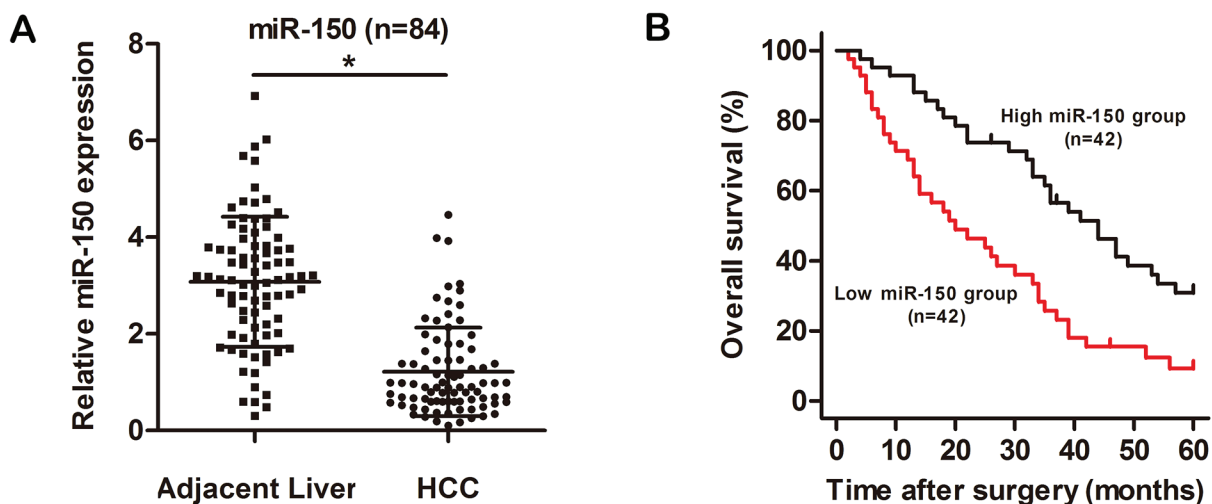 A
miR-150 (n=84)
*
Relative miR-150 expression
8
6
4
2
0
Adjacent Liver
HCC
B
Overall survival (%)
100
80
60
40
20
0
High miR-150 group
(n=42)
Low miR-150 group
(n=42)
0 10 20 30 40 50 60
Time after surgery (months)